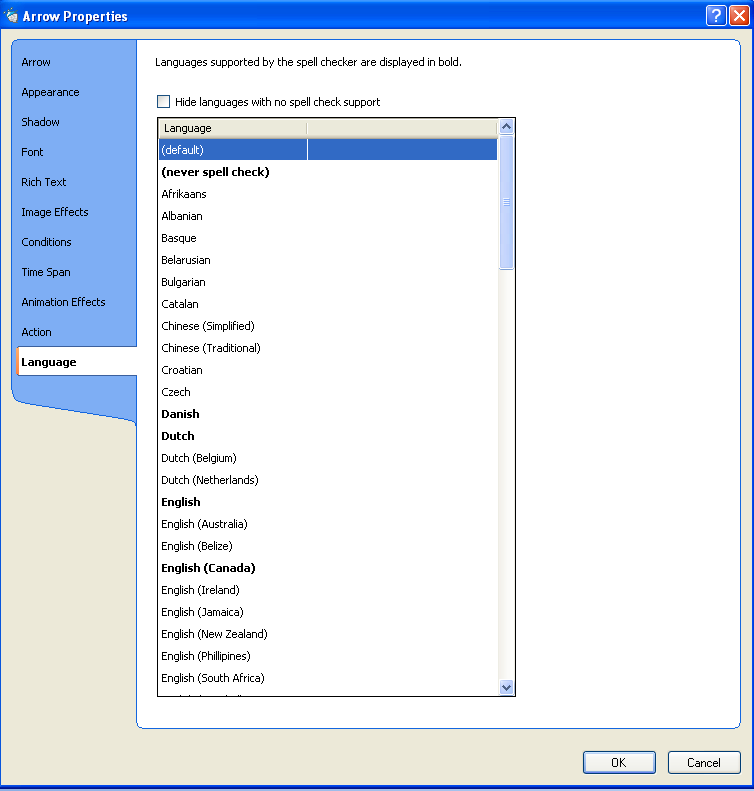 Arrow Properties
Arrow
Appearance
Shadow
Font
Rich Text
Image Effects
Conditions
Time Span
Animation Effects
Action
Language
Languages supported by the spell checker are displayed in bold.
Hide languages with no spell check support
Language
(default)
(never spell check)
Afrikaans
Albanian
Basque
Belarusian
Bulgarian
Catalan
Chinese (Simplified)
Chinese (Traditional)
Croatian
Czech
Danish
Dutch
Dutch (Belgium)
Dutch (Netherlands)
English
English (Australia)
English (Belize)
English (Canada)
English (Ireland)
English (Jamaica)
English (New Zealand)
English (Phillipines)
English (South Africa)
OK
Cancel